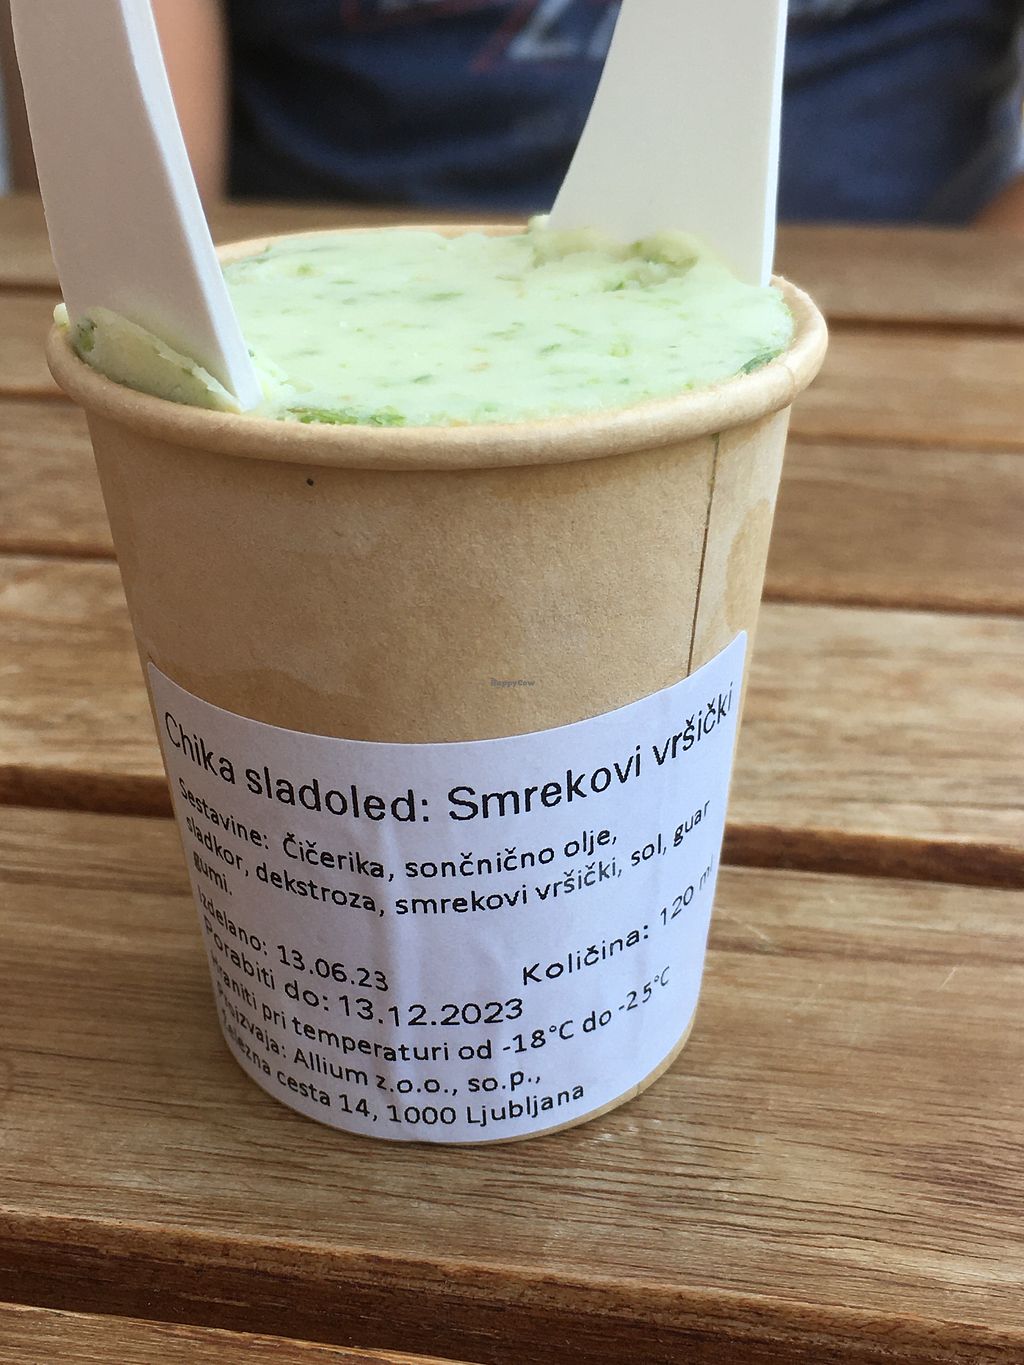 HappyCow
Chika sladoled: Smrekovi vršički
Sestavine: Čičerika, sončnično olje,
sladkor, dekstroza, smrekovi vršički, sol, guar
gumi.
Izdelano: 13.06.23
Količina: 120 ml
Porabiti do: 13.12.2023
Hraniti pri temperaturi od -18°C do -25°C
Proizvaja: Allium z.o.o., so.p.,
Železna cesta 14, 1000 Ljubljana